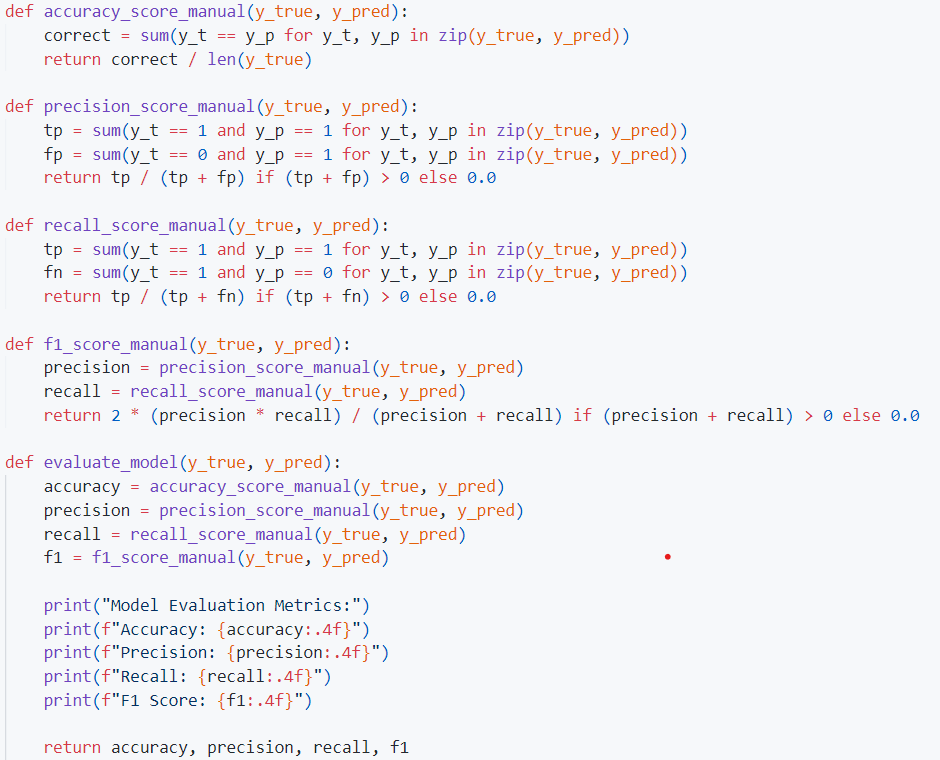 def accuracy_score_manual(y_true, y_pred):
    correct = sum(y_t == y_p for y_t, y_p in zip(y_true, y_pred))
    return correct / len(y_true)

def precision_score_manual(y_true, y_pred):
    tp = sum(y_t == 1 and y_p == 1 for y_t, y_p in zip(y_true, y_pred))
    fp = sum(y_t == 0 and y_p == 1 for y_t, y_p in zip(y_true, y_pred))
    return tp / (tp + fp) if (tp + fp) > 0 else 0.0

def recall_score_manual(y_true, y_pred):
    tp = sum(y_t == 1 and y_p == 1 for y_t, y_p in zip(y_true, y_pred))
    fn = sum(y_t == 1 and y_p == 0 for y_t, y_p in zip(y_true, y_pred))
    return tp / (tp + fn) if (tp + fn) > 0 else 0.0

def f1_score_manual(y_true, y_pred):
    precision = precision_score_manual(y_true, y_pred)
    recall = recall_score_manual(y_true, y_pred)
    return 2 * (precision * recall) / (precision + recall) if (precision + recall) > 0 else 0.0

def evaluate_model(y_true, y_pred):
    accuracy = accuracy_score_manual(y_true, y_pred)
    precision = precision_score_manual(y_true, y_pred)
    recall = recall_score_manual(y_true, y_pred)
    f1 = f1_score_manual(y_true, y_pred)

    print("Model Evaluation Metrics:")
    print(f"Accuracy: {accuracy:.4f}")
    print(f"Precision: {precision:.4f}")
    print(f"Recall: {recall:.4f}")
    print(f"F1 Score: {f1:.4f}")

    return accuracy, precision, recall, f1